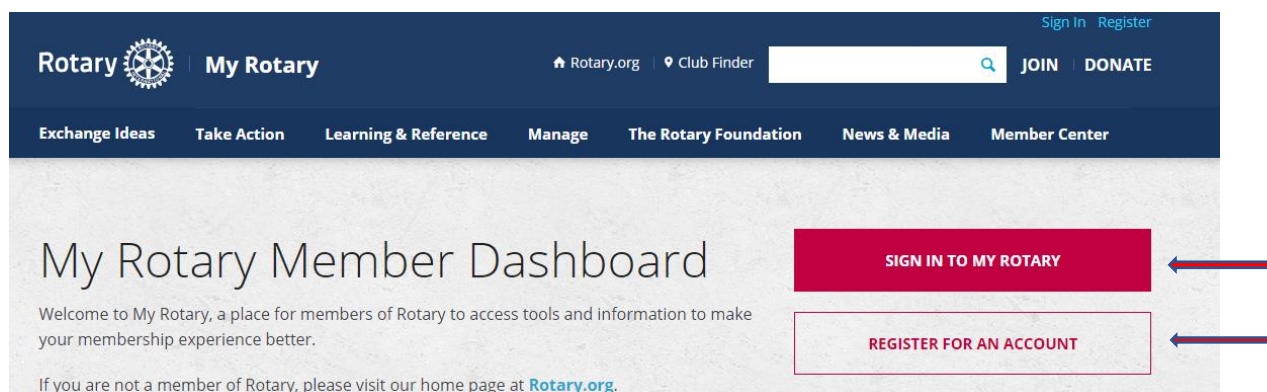 Sign In Register
Rotary My Rotary Rotary.org Club Finder JOIN DONATE
Exchange Ideas Take Action Learning & Reference Manage The Rotary Foundation News & Media Member Center
My Rotary Member Dashboard
SIGN IN TO MY ROTARY
Welcome to My Rotary, a place for members of Rotary to access tools and information to make
your membership experience better.
REGISTER FOR AN ACCOUNT
If you are not a member of Rotary, please visit our home page at Rotary.org.